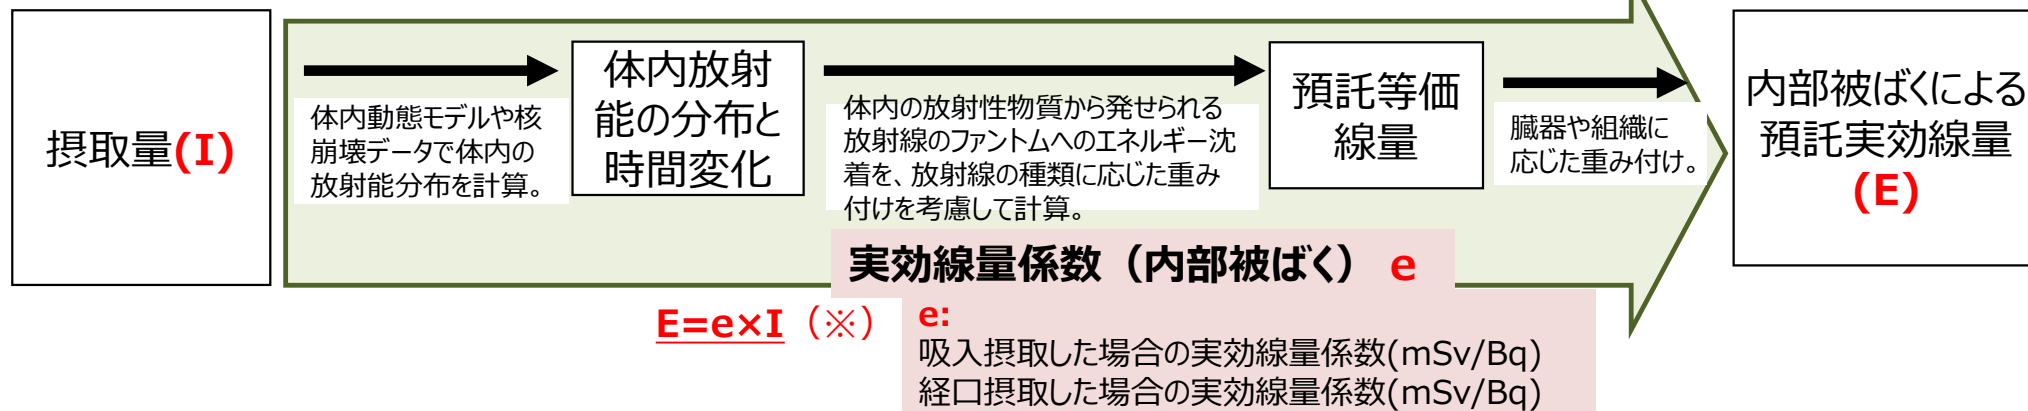 摂取量(I)
体内動態モデルや核
崩壊データで体内の
放射能分布を計算。
体内放射
能の分布と
時間変化
体内の放射性物質から発せられる
放射線のファントムへのエネルギー沈
着を、放射線の種類に応じた重み
付けを考慮して計算。
預託等価
線量
臓器や組織に
応じた重み付け。
内部被ばくによる
預託実効線量
(E)
実効線量係数（内部被ばく） e
E=e×I（※）
e:
吸入摂取した場合の実効線量係数(mSv/Bq)
経口摂取した場合の実効線量係数(mSv/Bq)